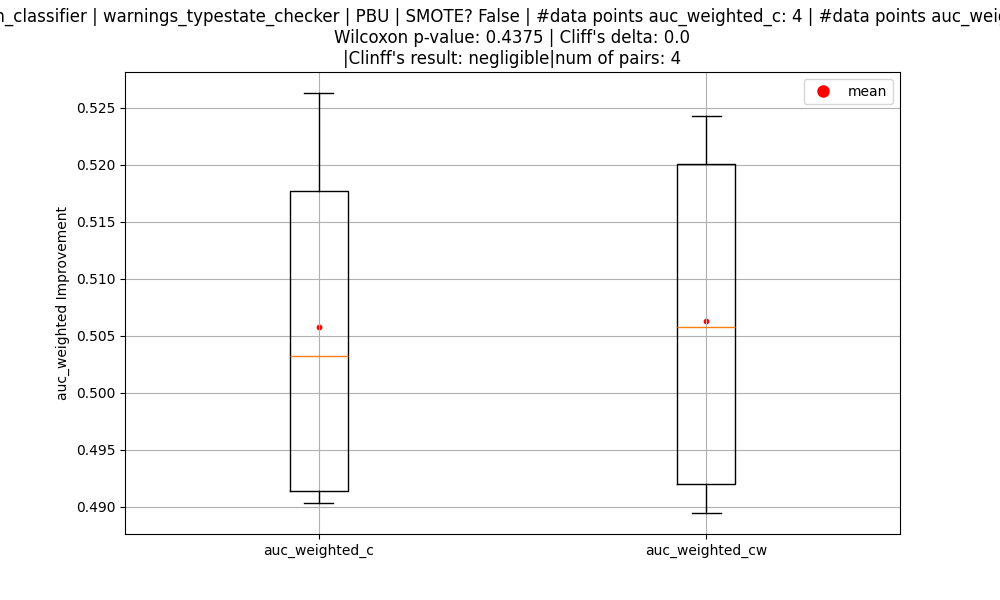 _classifier | warnings_typestate_checker | PBU | SMOTE? False | #data points auc_weighted_c: 4 | #data points
Wilcoxon p-value: 0.4375 | Cliff's delta: 0.0
|Clinff's result: negligible|num of pairs: 4
mean
0.525
0.520
0.515
0.510
0.505
0.500
0.495
0.490
auc_weighted Improvement
auc_weighted_c
auc_weighted_cw